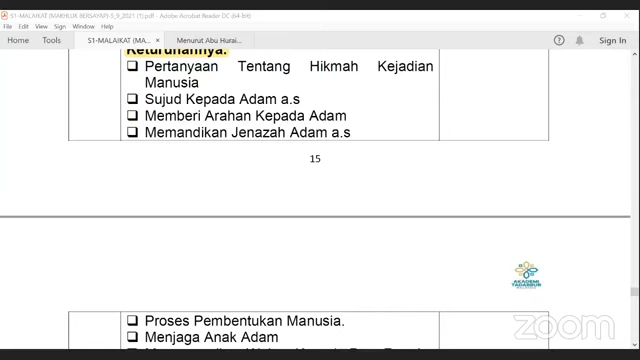 S1-MALAIKAT (MAKHLUK BERSAYAP)-5_9_2021 (1).pdf - Adobe Acrobat Reader DC (64-bit)
File Edit View Sign Window Help
Home Tools S1-MALAIKAT (MA... × Menurut Abu Hurai... Sign In
Keturunannya.
❑ Pertanyaan Tentang Hikmah Kejadian
Manusia
❑ Sujud Kepada Adam a.s
❑ Memberi Arahan Kepada Adam
❑ Memandikan Jenazah Adam a.s
15
AKADEMI
TADABBUR
❑ Proses Pembentukan Manusia.
❑ Menjaga Anak Adam
zoom